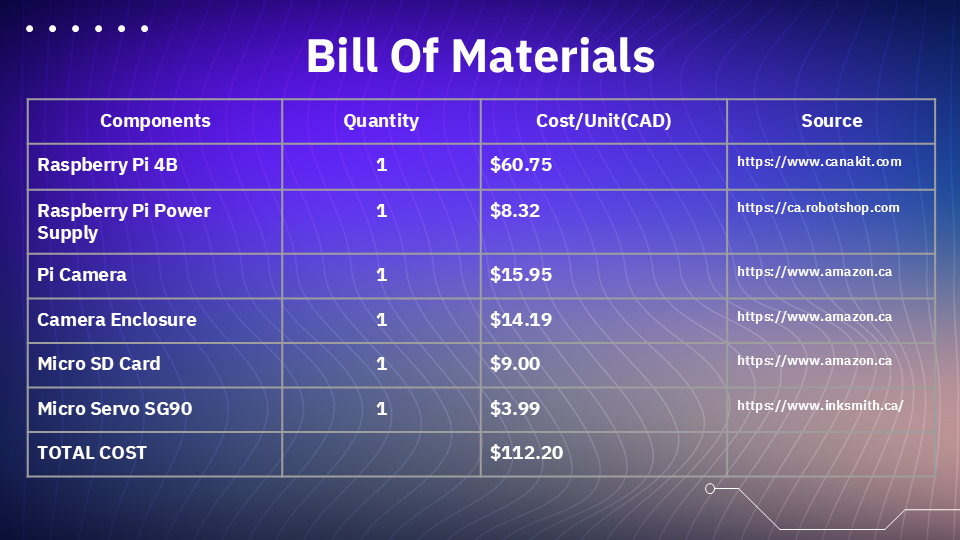 Bill Of Materials
Components Quantity Cost/Unit(CAD) Source
Raspberry Pi 4B 1 $60.75 https://www.canakit.com
Raspberry Pi Power 1 $8.32 https://ca.robotshop.com
Supply
Pi Camera 1 $15.95 https://www.amazon.ca
Camera Enclosure 1 $14.19 https://www.amazon.ca
Micro SD Card 1 $9.00 https://www.amazon.ca
Micro Servo SG90 1 $3.99 https://www.inksmith.ca/
TOTAL COST $112.20